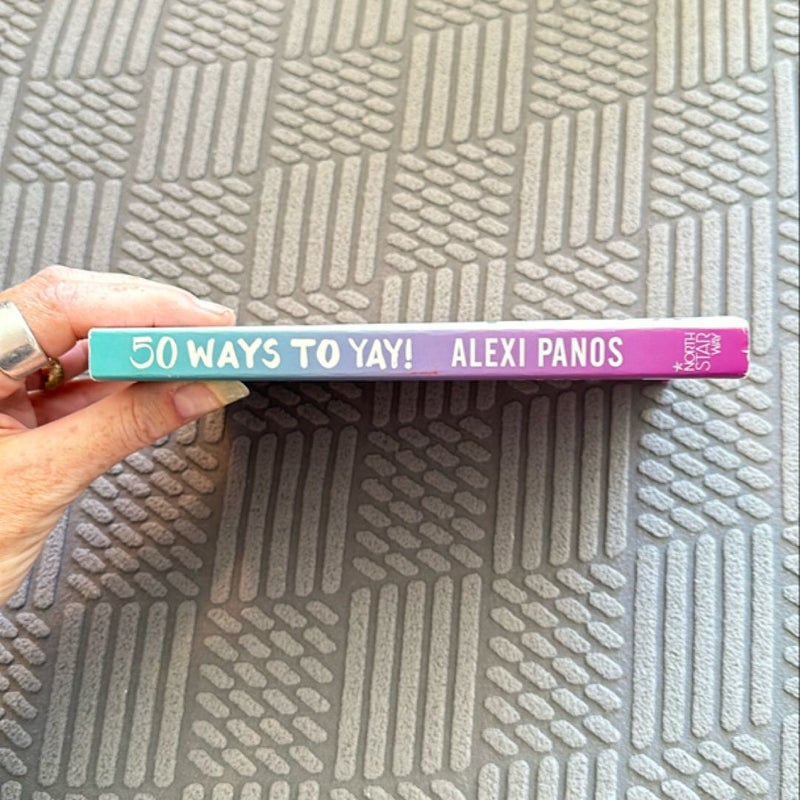 50 WAYS TO YAY! ALEXI PANOS
NORTH
STAR
WAY